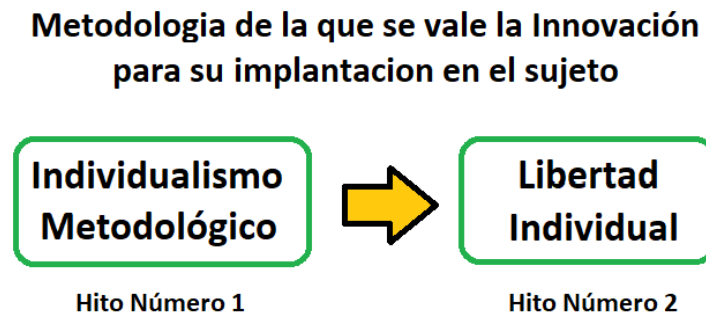 Metodologia de la que se vale la Innovación
para su implantacion en el sujeto
Individualismo
Metodológico
Libertad
Individual
Hito Número 1
Hito Número 2